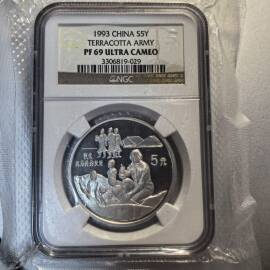 1993 CHINA S5Y
TERRACOTTA ARMY
PF 69 ULTRA CAMEO
3306819-029
NGC
5元